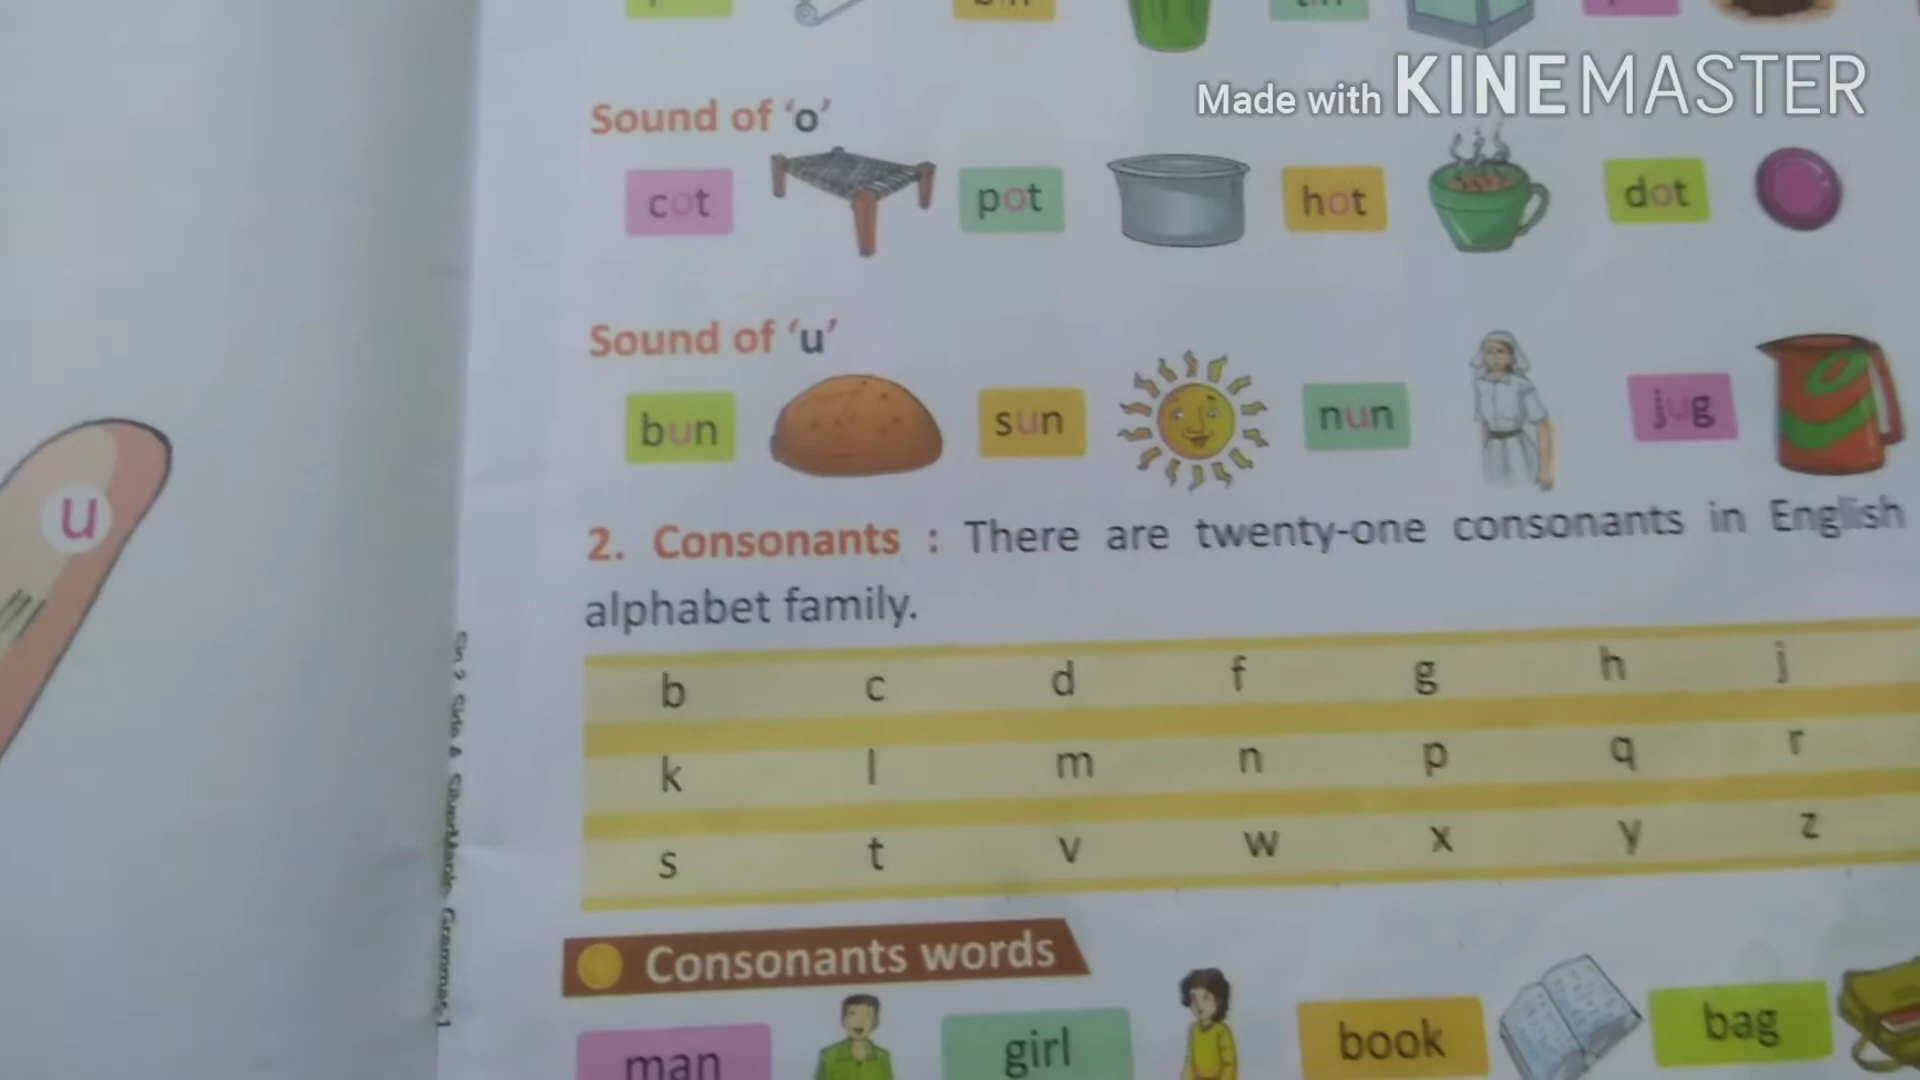 Made with KINEMASTER
Sound of ‘o’
cot pot hot dot
Sound of ‘u’
bun sun nun jug
u
2. Consonants : There are twenty-one consonants in English
alphabet family.
b c d f g h j
k l m n p q r
s t v w x y z
Consonants words
man girl book bag